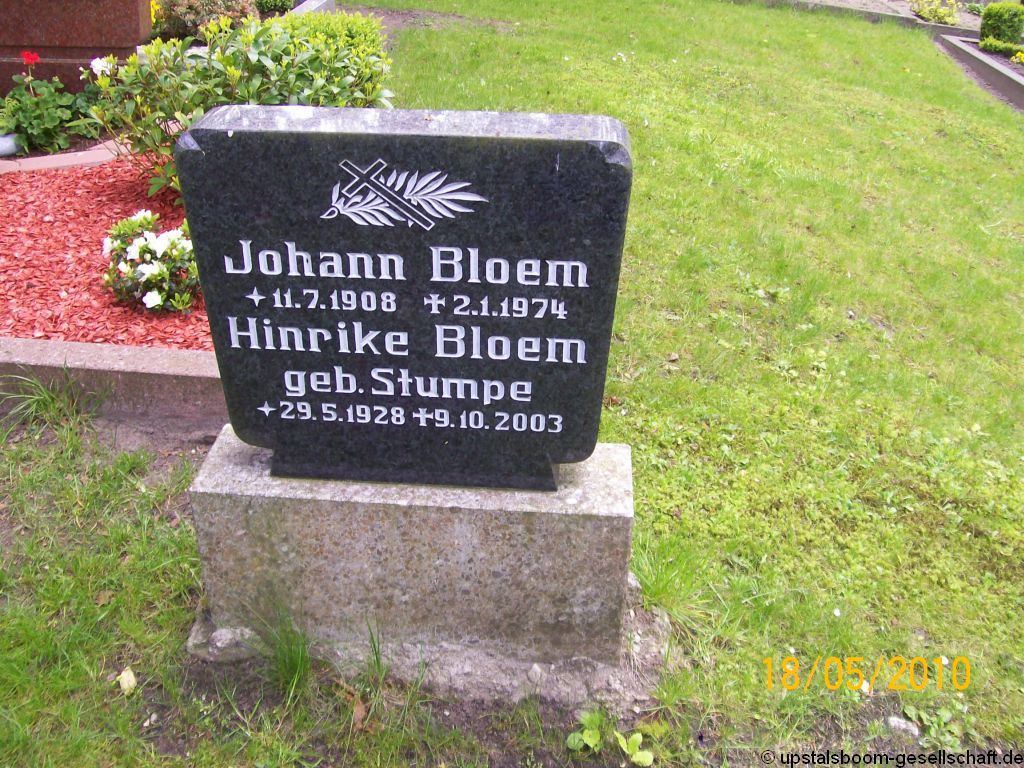 Johann Bloem
✦11.7.1908 ✝2.1.1974
Hinrike Bloem
geb. Stumpe
✦29.5.1928 ✝9.10.2003
18/05/2010
© upstalsboom-gesellschaft.de